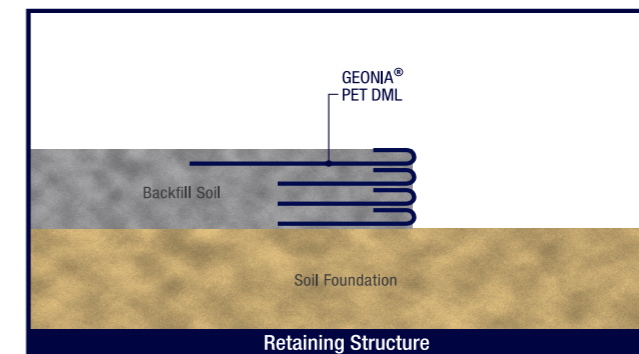 GEONIA®
PET DML
Backfill Soil
Soil Foundation
Retaining Structure